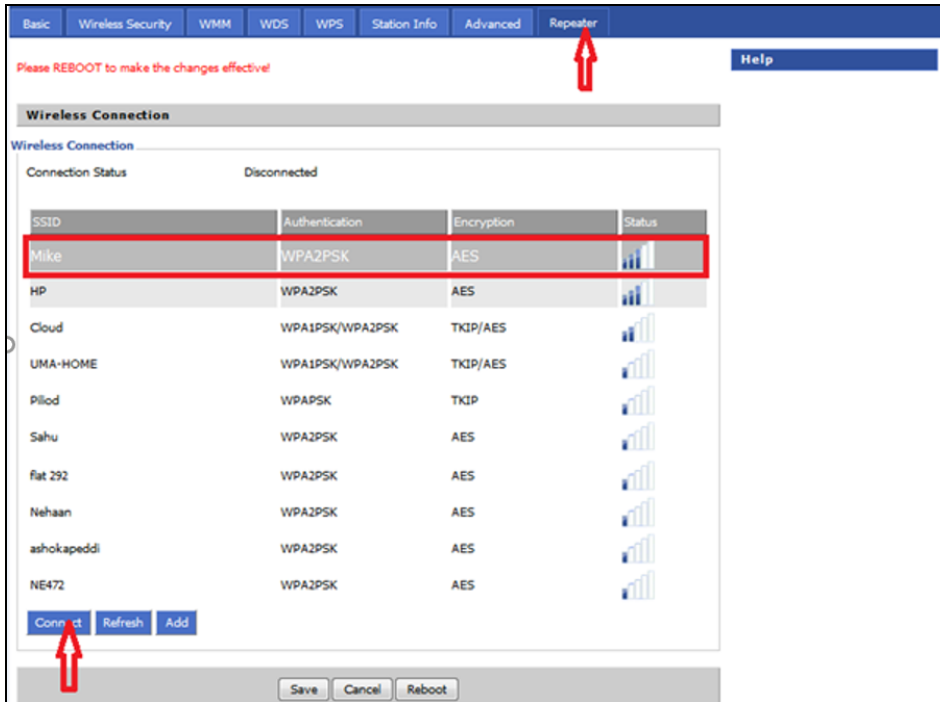 Basic Wireless Security WMM WDS WPS Station Info Advanced Repeater
Help
Please REBOOT to make the changes effective!
Wireless Connection
Wireless Connection
Connection Status Disconnected
SSID Authentication Encryption Status
Mike WPA2PSK AES
HP WPA2PSK AES
Cloud WPA1PSK/WPA2PSK TKIP/AES
UMA-HOME WPA1PSK/WPA2PSK TKIP/AES
Pilod WPAPSK TKIP
Sahu WPA2PSK AES
flat 292 WPA2PSK AES
Nehaan WPA2PSK AES
ashokapeddi WPA2PSK AES
NE472 WPA2PSK AES
Connect Refresh Add
Save Cancel Reboot